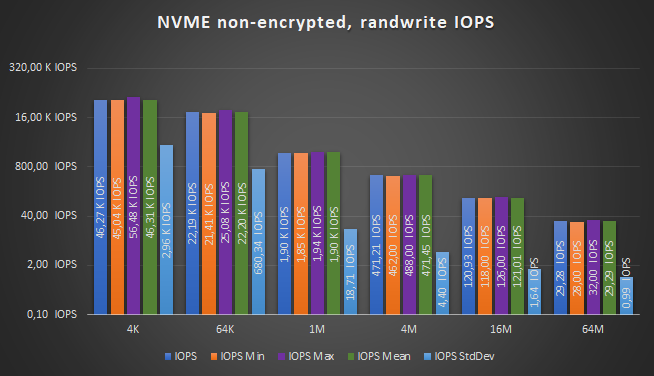 NVME non-encrypted, randwrite IOPS
320,00 K IOPS
16,00 K IOPS
800,00 IOPS
40,00 IOPS
2,00 IOPS
0,10 IOPS
46,27 K IOPS
45,04 K IOPS
56,48 K IOPS
46,31 K IOPS
2,96 K IOPS
22,19 K IOPS
21,41 K IOPS
25,08 K IOPS
22,20 K IOPS
680,34 IOPS
1,90 K IOPS
1,85 K IOPS
1,94 K IOPS
1,90 K IOPS
18,71 IOPS
471,21 IOPS
462,00 IOPS
488,00 IOPS
471,45 IOPS
4,40 IOPS
120,93 IOPS
118,00 IOPS
125,00 IOPS
121,01 IOPS
1,64 IOPS
29,28 IOPS
28,00 IOPS
32,00 IOPS
29,29 IOPS
0,99 IOPS
4K 64K 1M 4M 16M 64M
IOPS IOPS Min IOPS Max IOPS Mean IOPS StdDev